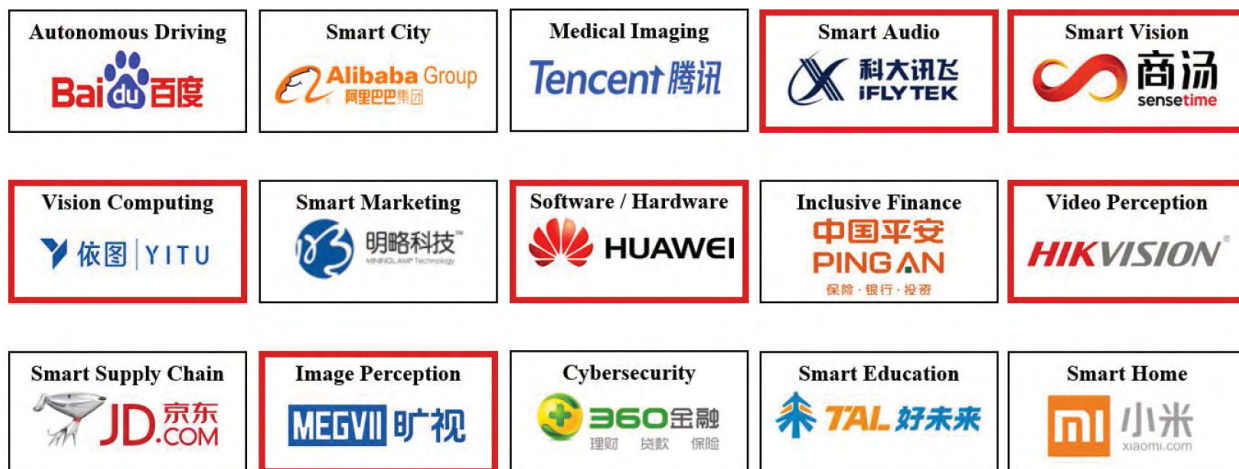 Autonomous Driving
Bai du 百度
Smart City
Alibaba Group
阿里巴巴集团
Medical Imaging
Tencent 腾讯
Smart Audio
科大讯飞
iFLYTEK
Smart Vision
商汤
sensetime
Vision Computing
依图 | YITU
Smart Marketing
明略科技™
MININGLAMP Technology
Software / Hardware
HUAWEI
Inclusive Finance
中国平安
PING AN
保险·银行·投资
Video Perception
HIKVISION®
Smart Supply Chain
JD.京东
.COM
Image Perception
MEGVII 旷视
Cybersecurity
360金融
理财 贷款 保险
Smart Education
TAL 好未来
Smart Home
mi 小米
xiaomi.com